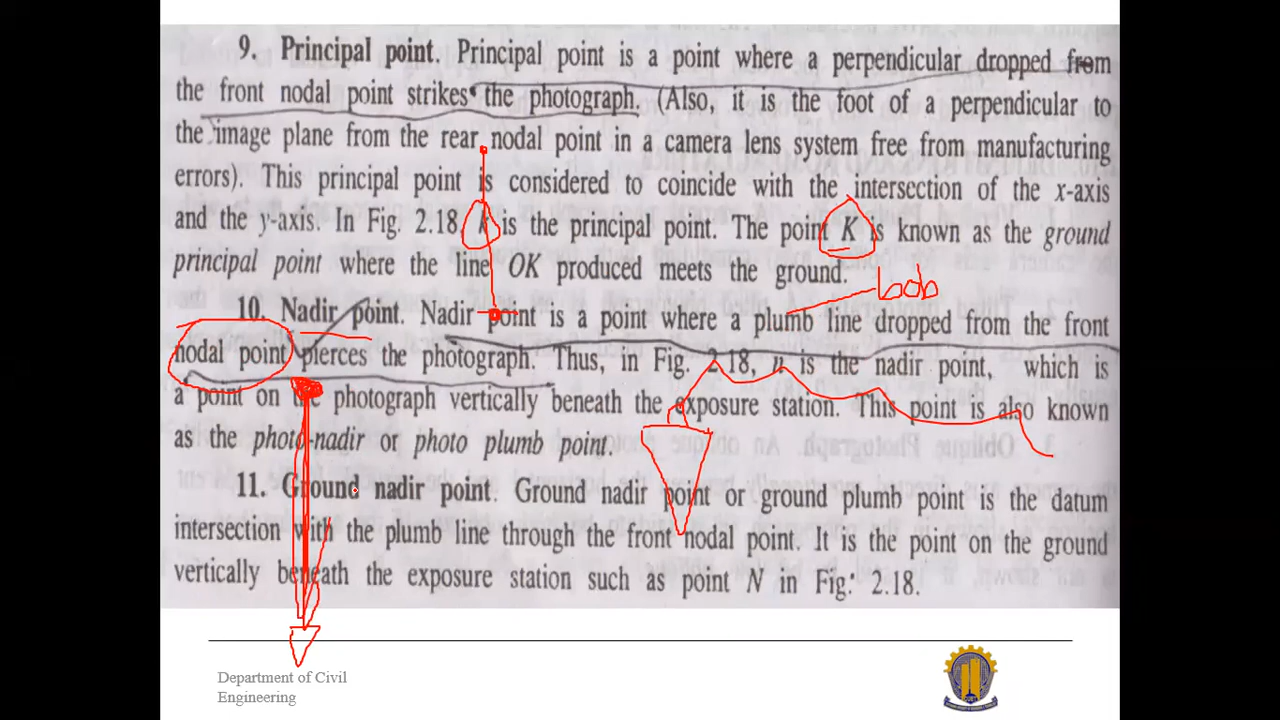 9. Principal point. Principal point is a point where a perpendicular dropped from
the front nodal point strikes the photograph. (Also, it is the foot of a perpendicular to
the image plane from the rear nodal point in a camera lens system free from manufacturing
errors). This principal point is considered to coincide with the intersection of the x-axis
and the y-axis. In Fig. 2.18. k is the principal point. The point K is known as the ground
principal point where the line OK produced meets the ground.
bob
10. Nadir point. Nadir point is a point where a plumb line dropped from the front
nodal point pierces the photograph. Thus, in Fig. 2.18, n is the nadir point, which is
a point on the photograph vertically beneath the exposure station. This point is also known
as the photo-nadir or photo plumb point.
11. Ground nadir point. Ground nadir point or ground plumb point is the datum
intersection with the plumb line through the front nodal point. It is the point on the ground
vertically beneath the exposure station such as point N in Fig. 2.18.
Department of Civil
Engineering